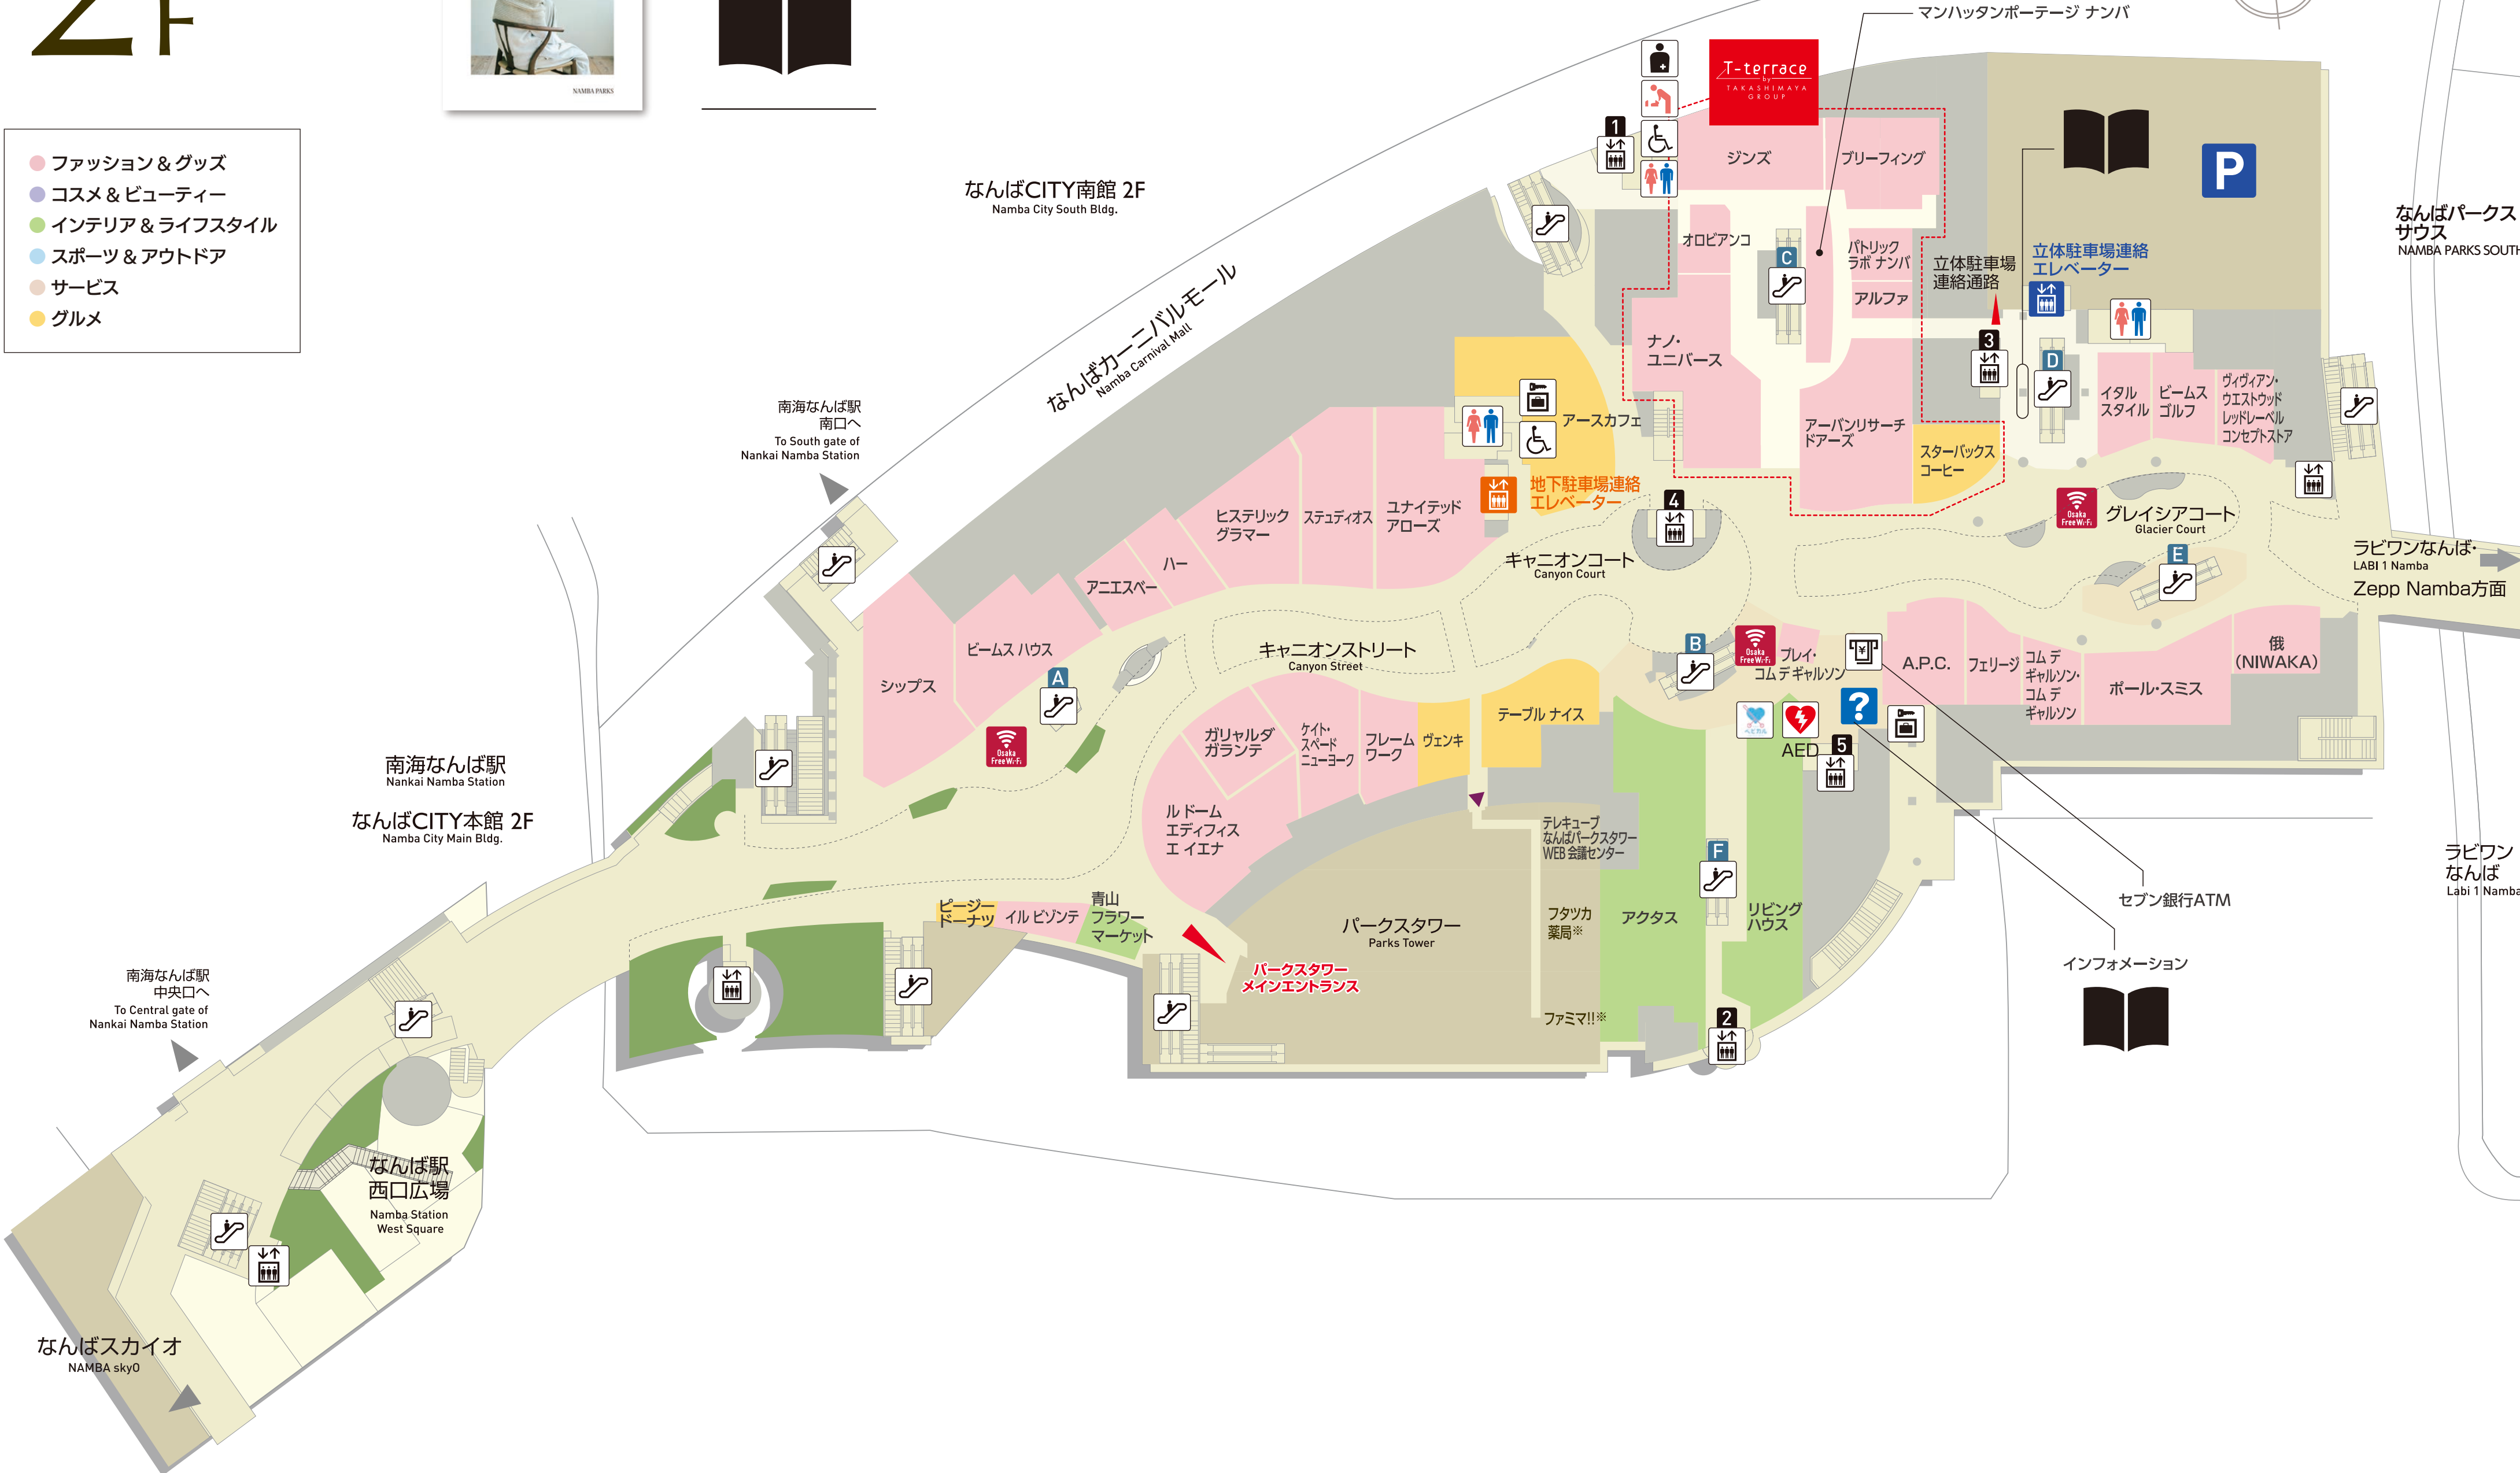 2F
NAMBA PARKS
ファッション & グッズ
コスメ & ビューティー
インテリア & ライフスタイル
スポーツ & アウトドア
サービス
グルメ
マンハッタンポーテージ ナンバ
T-terrace
by
TAKASHIMAYA
GROUP
なんばCITY南館 2F
Namba City South Bldg.
なんばカーニバルモール
Namba Carnival Mall
1
ジンズ
ブリーフィング
P
なんばパークス
サウス
NAMBA PARKS SOUTH
オロビアンコ
C
パトリック
ラボ ナンバ
アルファ
立体駐車場
連絡通路
立体駐車場連絡
エレベーター
3
D
ナノ・
ユニバース
アーバンリサーチ
ドアーズ
スターバックス
コーヒー
イタル
スタイル
ビームス
ゴルフ
ヴィヴィアン・
ウエストウッド
レッドレーベル
コンセプトストア
南海なんば駅
南口へ
To South gate of
Nankai Namba Station
アースカフェ
地下駐車場連絡
エレベーター
4
ヒステリック
グラマー
ステュディオス
ユナイテッド
アローズ
ハー
アニエスベー
キャニオンコート
Canyon Court
Osaka
Free Wi-Fi
グレイシアコート
Glacier Court
E
ラビワンなんば・
LABI 1 Namba
Zepp Namba方面
シップス
ビームス ハウス
A
キャニオンストリート
Canyon Street
B
Osaka
Free Wi-Fi
プレイ・
コム デ ギャルソン
A.P.C.
フェリージ
コム デ
ギャルソン・
コム デ
ギャルソン
ポール・スミス
俄
(NIWAKA)
Osaka
Free Wi-Fi
ガリャルダ
ガランテ
ケイト・
スペード
ニューヨーク
フレーム
ワーク
ヴェンキ
テーブル ナイス
?
AED
5
南海なんば駅
Nankai Namba Station
なんばCITY本館 2F
Namba City Main Bldg.
ル ドーム
エディフィス
エ イエナ
テレキューブ
なんばパークスタワー
WEB 会議センター
F
ラビワン
なんば
Labi 1 Namba
ピージー
ドーナツ
イル ビゾンテ
青山
フラワー
マーケット
パークスタワー
Parks Tower
フタツカ
薬局※
アクタス
リビング
ハウス
セブン銀行ATM
インフォメーション
パークスタワー
メインエントランス
ファミマ!!※
2
南海なんば駅
中央口へ
To Central gate of
Nankai Namba Station
なんば駅
西口広場
Namba Station
West Square
なんばスカイオ
NAMBA skyO